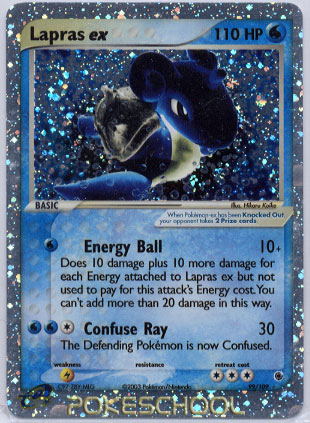 Lapras ex 110 HP
BASIC
Illus. Hikaru Koike
When Pokémon-ex has been Knocked Out,
your opponent takes 2 Prize cards.
Energy Ball 10+
Does 10 damage plus 10 more damage for
each Energy attached to Lapras ex but not
used to pay for this attack's Energy cost. You
can't add more than 20 damage in this way.
Confuse Ray 30
The Defending Pokémon is now Confused.
weakness resistance retreat cost
©2003 Pokémon/Nintendo 99/109
POKESCHOOL